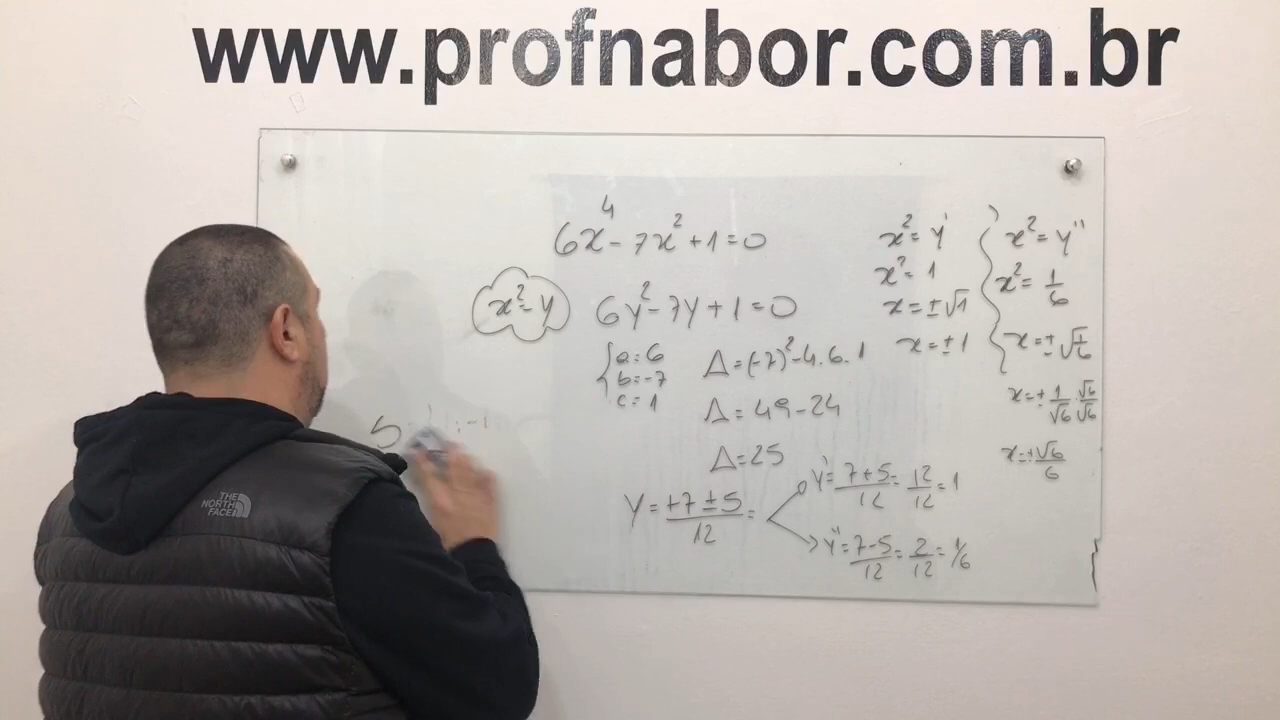 www.profnabor.com.br
6x⁴ - 7x² + 1 = 0
x² = y
6y² - 7y + 1 = 0
a = 6
b = -7
c = 1
Δ = (-7)² - 4.6.1
Δ = 49 - 24
Δ = 25
y = +7 ± 5 / 12 =
y' = 7+5 / 12 = 12/12 = 1
y'' = 7-5 / 12 = 2/12 = 1/6
x² = y'
x² = 1
x = ±√1
x = ±1
x² = y''
x² = 1/6
x = ±√1/6
x = ± 1/√6 . √6/√6
x = ± √6/6
S
THE
NORTH
FACE